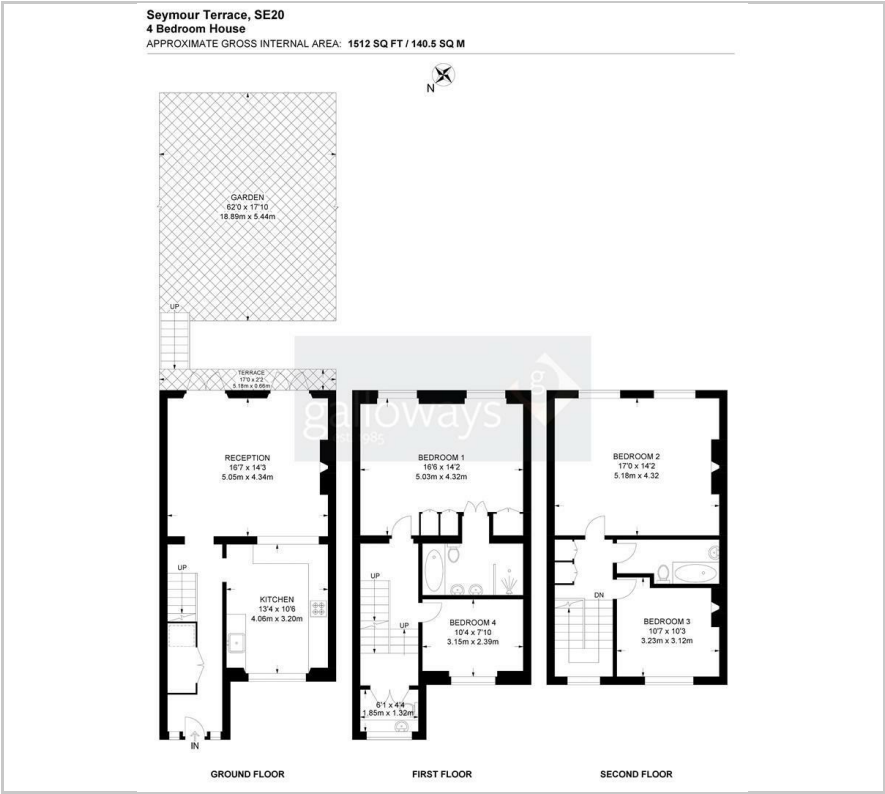 Seymour Terrace, SE20
4 Bedroom House
APPROXIMATE GROSS INTERNAL AREA: 1512 SQ FT / 140.5 SQ M
N
GARDEN
62'0 x 17'10
18.89m x 5.44m
UP
TERRACE
17'0 x 2'2
5.18m x 0.66m
g
galloways
est. 1985
RECEPTION
16'7 x 14'3
5.05m x 4.34m
BEDROOM 1
16'6 x 14'2
5.03m x 4.32m
BEDROOM 2
17'0 x 14'2
5.18m x 4.32
UP
KITCHEN
13'4 x 10'6
4.06m x 3.20m
UP
UP
BEDROOM 4
10'4 x 7'10
3.15m x 2.39m
DN
BEDROOM 3
10'7 x 10'3
3.23m x 3.12m
6'1 x 4'4
1.85m x 1.32m
IN
GROUND FLOOR
FIRST FLOOR
SECOND FLOOR